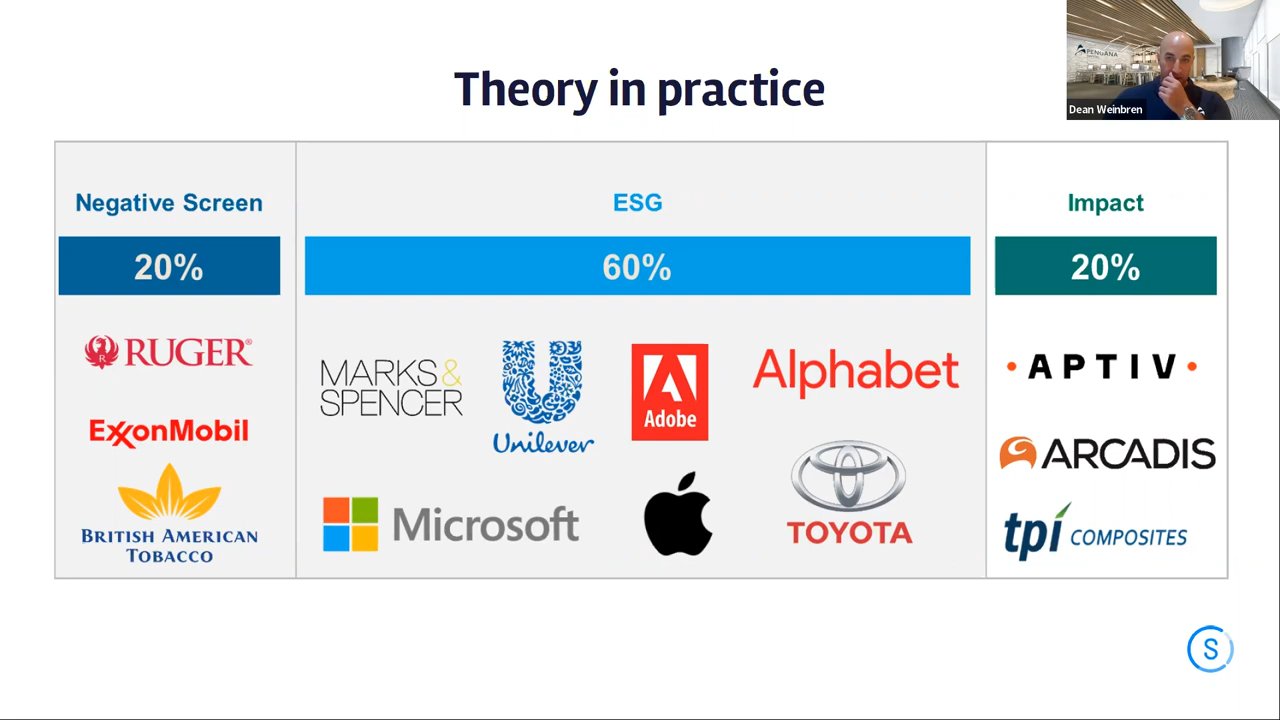 Theory in practice
PENGANA
Dean Weinbren
Negative Screen
20%
RUGER®
R
ExxonMobil
BRITISH AMERICAN
TOBACCO
ESG
60%
MARKS &
SPENCER
Unilever
Adobe
Alphabet
Microsoft
TOYOTA
Impact
20%
• APTIV •
ARCADIS
tpi COMPOSITES
S